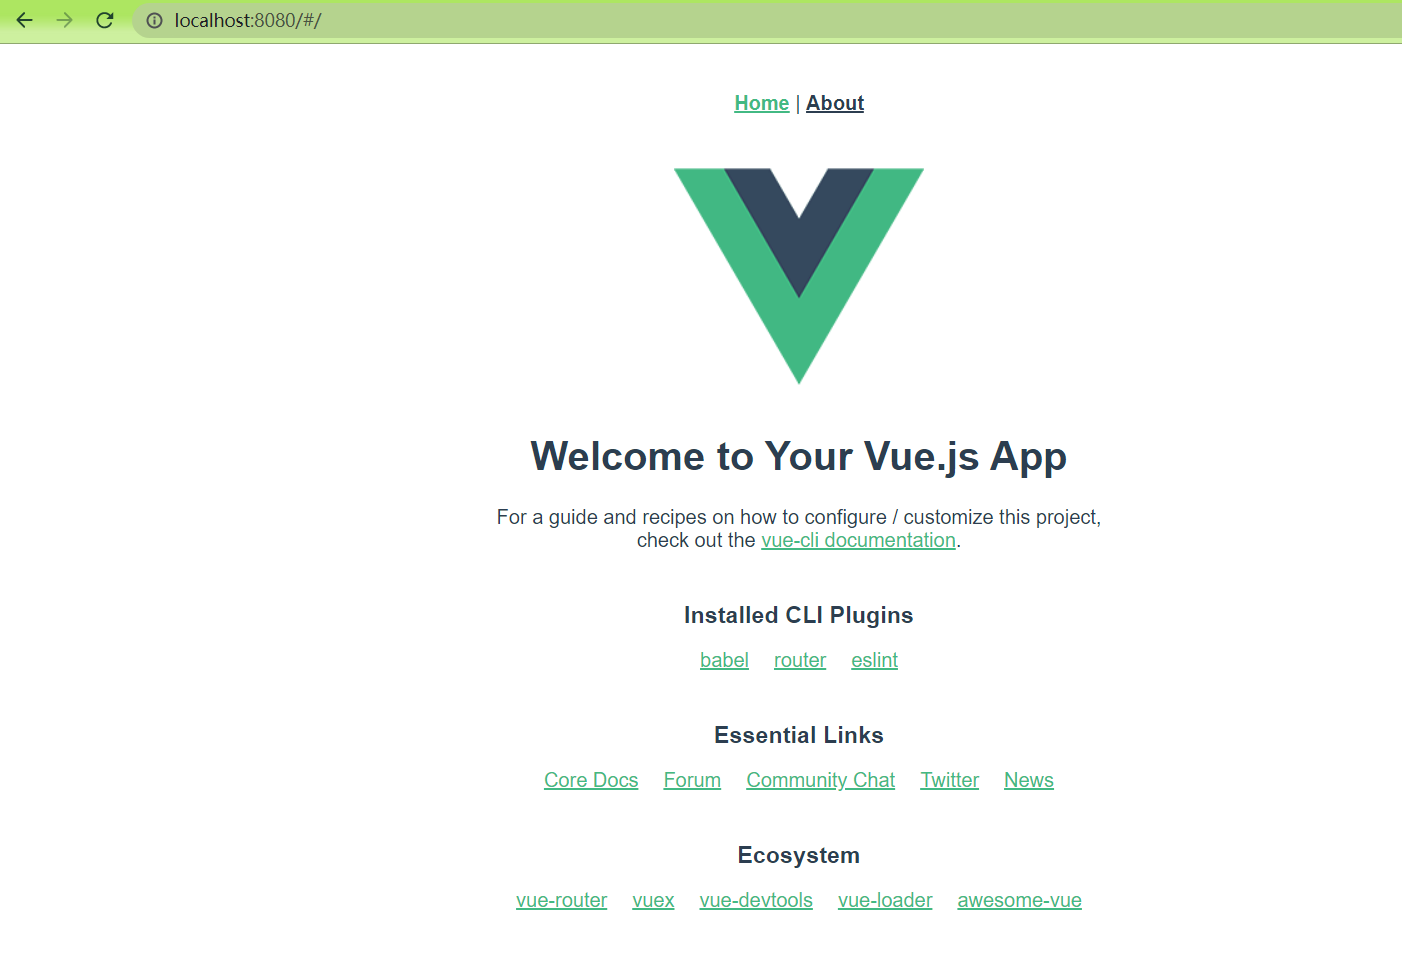 localhost:8080/#/
Home | About
Welcome to Your Vue.js App
For a guide and recipes on how to configure / customize this project,
check out the vue-cli documentation.
Installed CLI Plugins
babel router eslint
Essential Links
Core Docs Forum Community Chat Twitter News
Ecosystem
vue-router vuex vue-devtools vue-loader awesome-vue